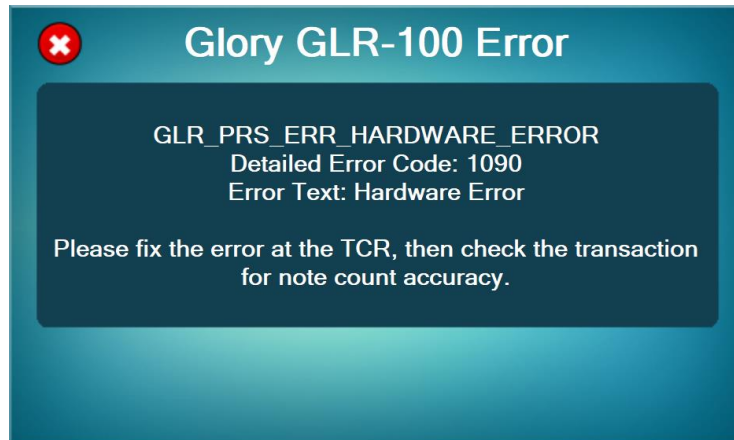 Glory GLR-100 Error
GLR_PRS_ERR_HARDWARE_ERROR
Detailed Error Code: 1090
Error Text: Hardware Error
Please fix the error at the TCR, then check the transaction
for note count accuracy.